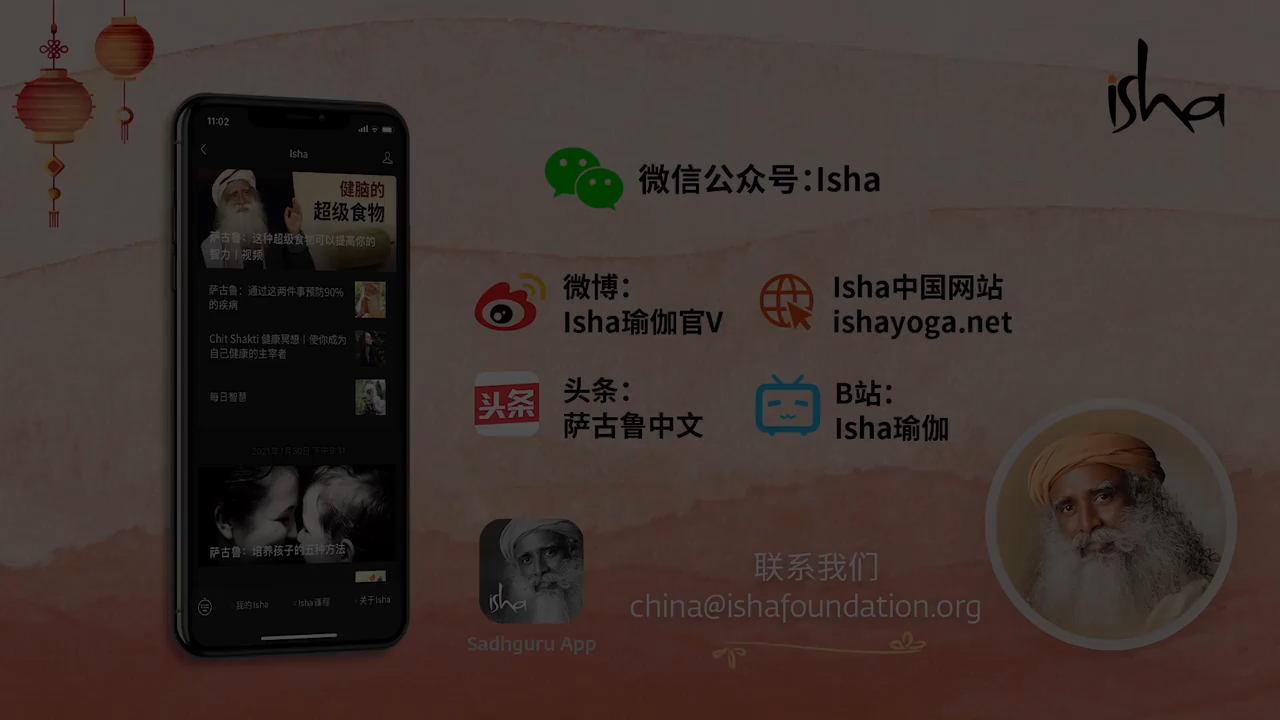 11:02
Isha
健脑的
超级食物
萨古鲁：这种超级食物可以提高你的
智力丨视频
萨古鲁：通过这两件事预防90%
的疾病
Chit Shakti 健康冥想丨使你成为
自己健康的主宰者
每日智慧
萨古鲁：培养孩子的五种方法
我的Isha
Isha课程
关于Isha
isha
微信公众号：Isha
微博：
Isha瑜伽官V
Isha中国网站
ishayoga.net
头条
头条：
萨古鲁中文
B站：
Isha瑜伽
isha
Sadhguru App
联系我们
china@ishafoundation.org